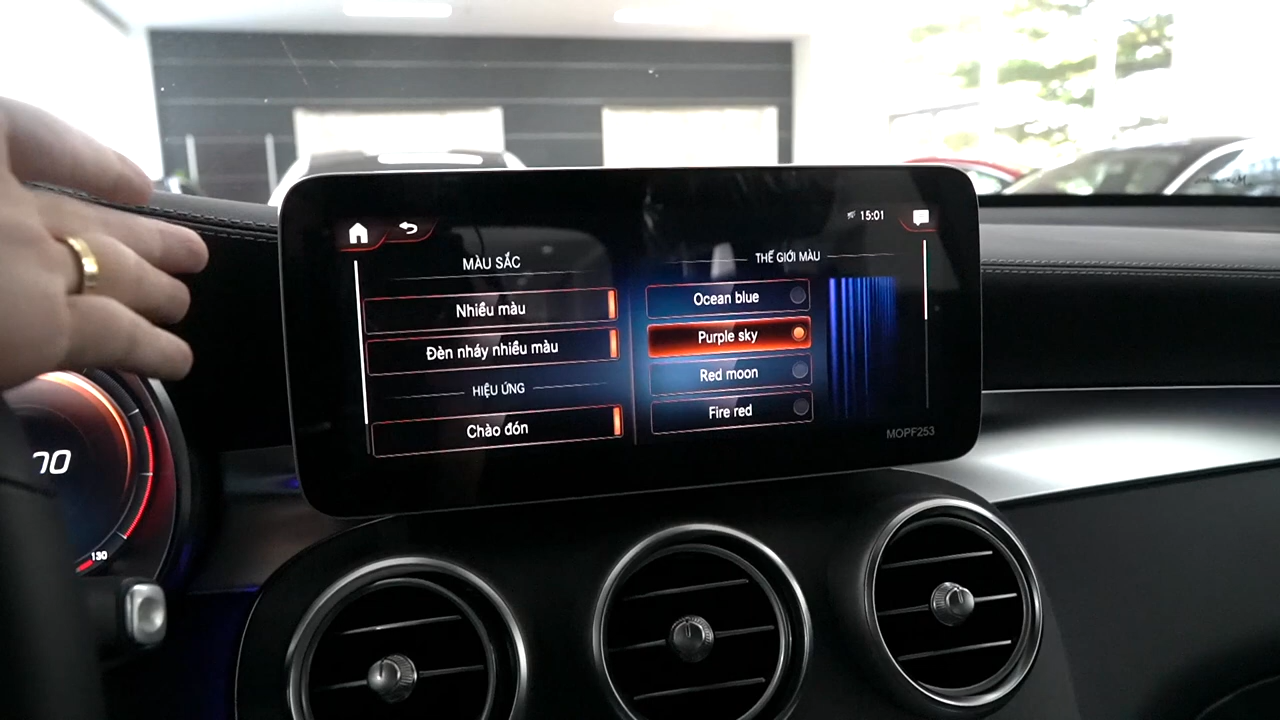 15:01
MÀU SẮC
Nhiều màu
Đèn nháy nhiều màu
HIỆU ỨNG
Chào đón
THẾ GIỚI MÀU
Ocean blue
Purple sky
Red moon
Fire red
MOPF253
70
130